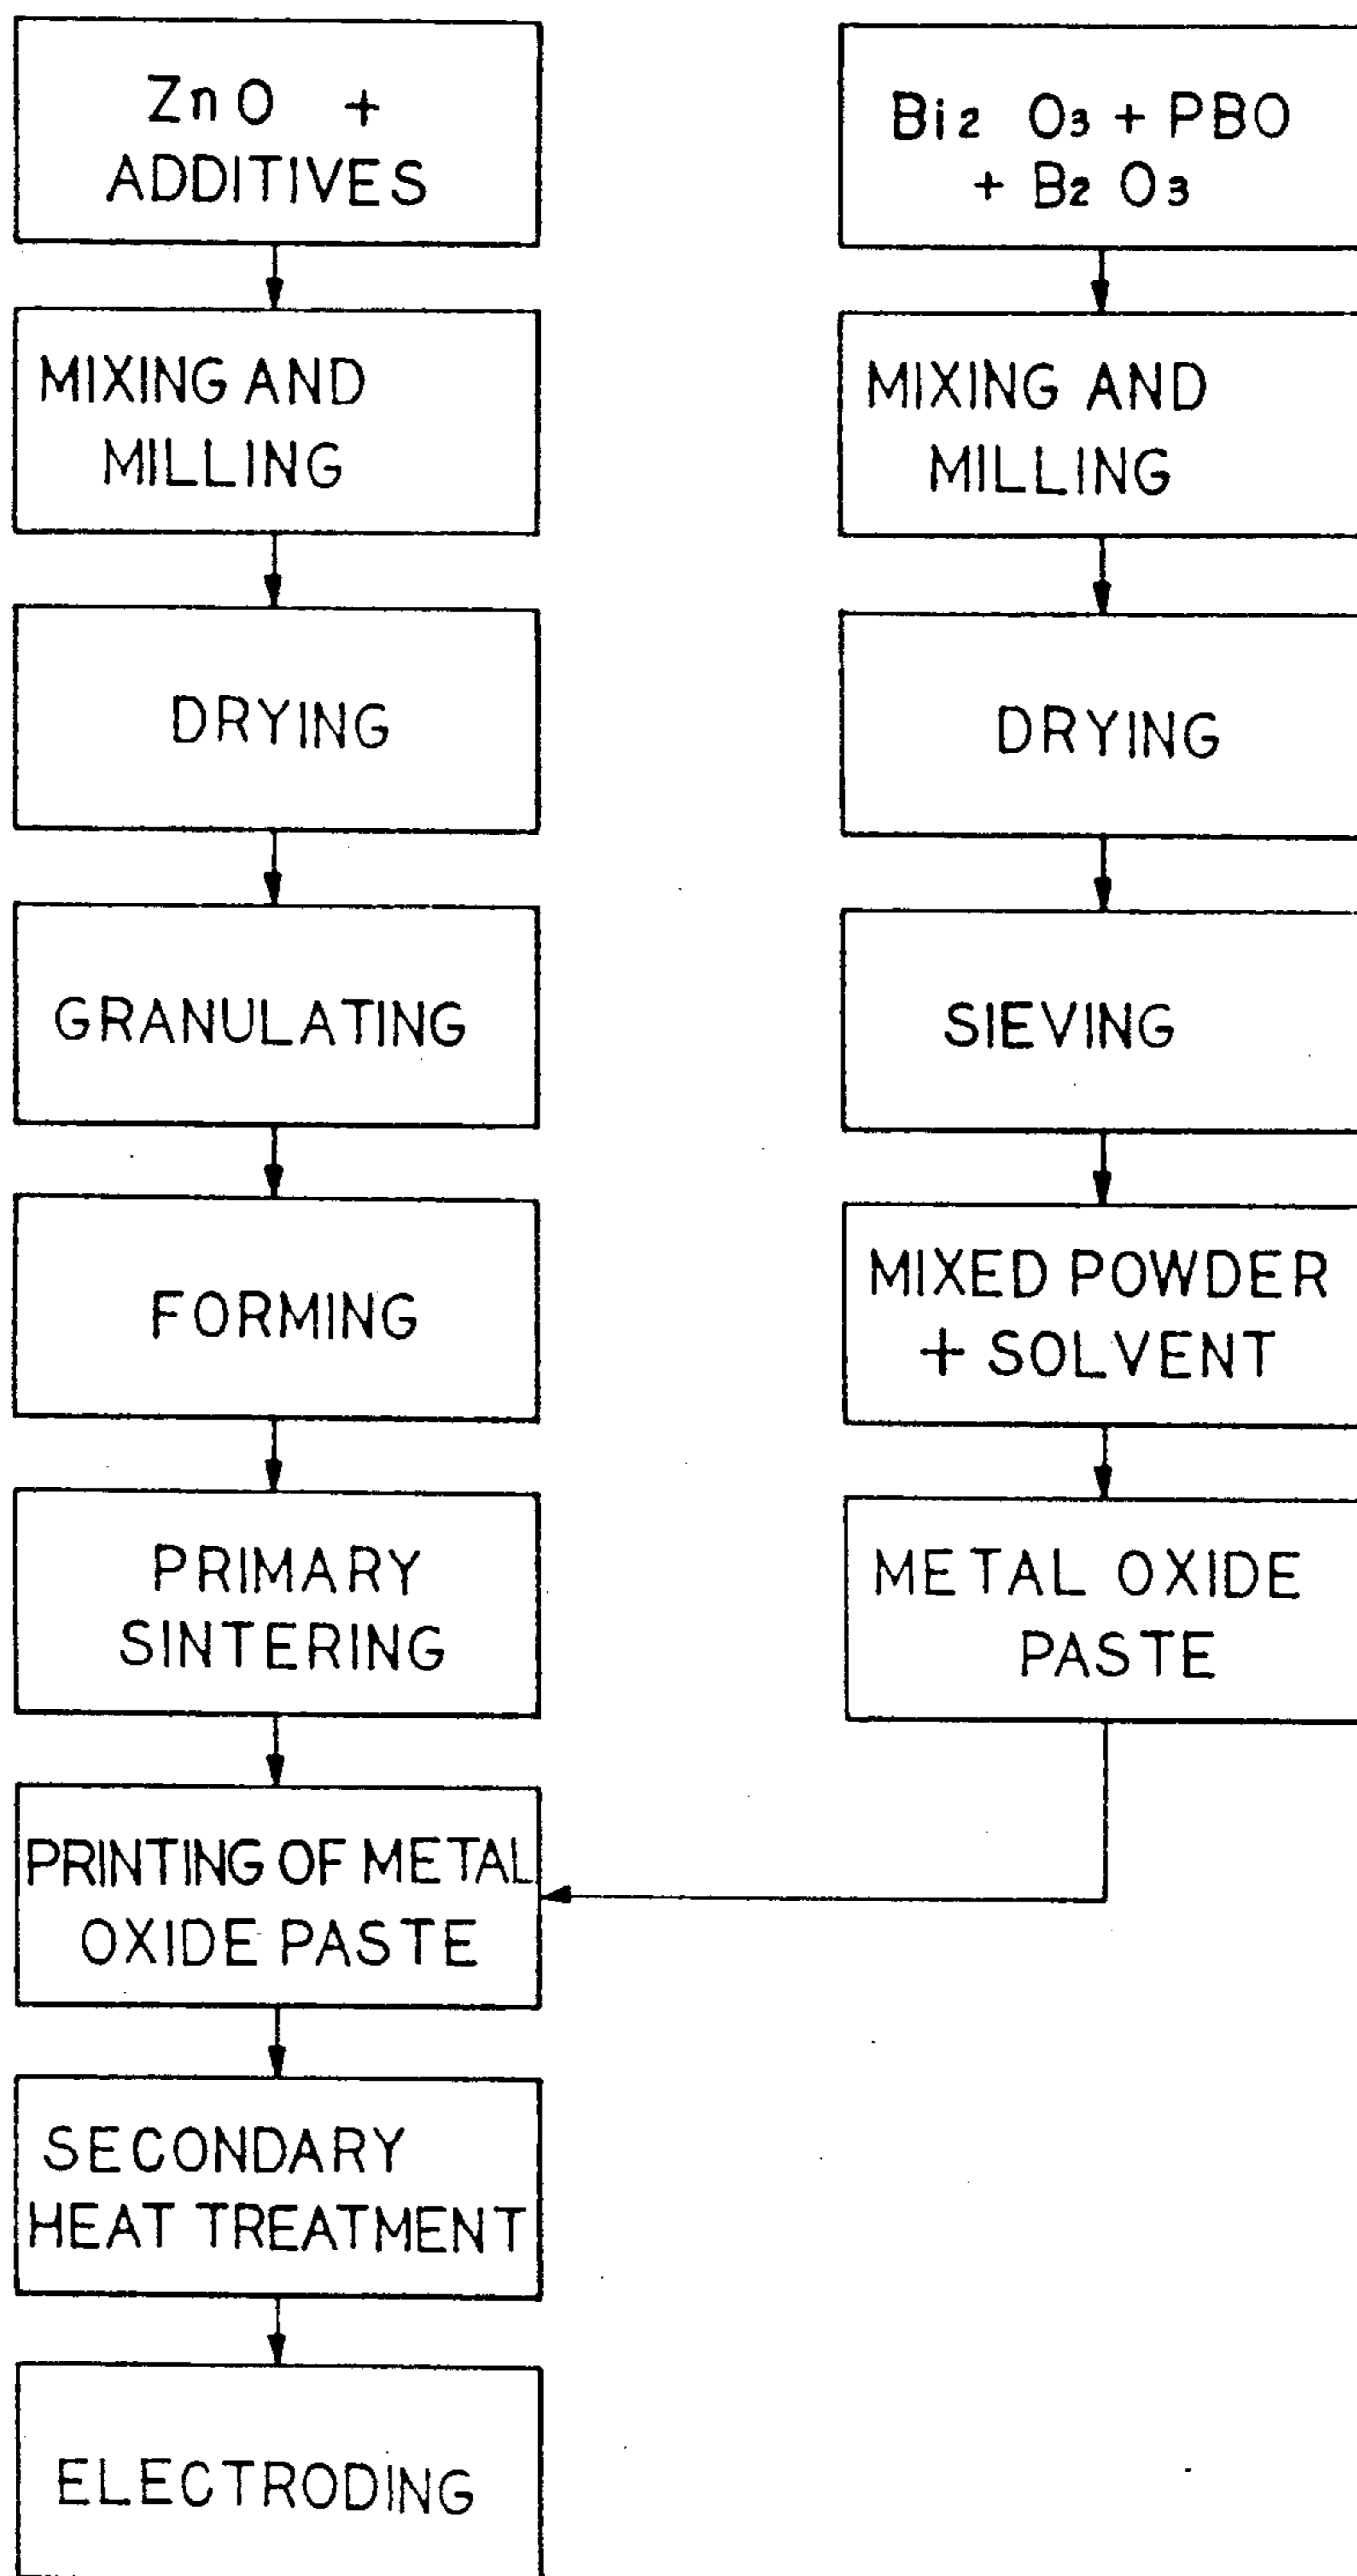 ZnO +
ADDITIVES
MIXING AND
MILLING
DRYING
GRANULATING
FORMING
PRIMARY
SINTERING
PRINTING OF METAL
OXIDE PASTE
SECONDARY
HEAT TREATMENT
ELECTRODING
Bi2 O3 + PBO
+ B2 O3
MIXING AND
MILLING
DRYING
SIEVING
MIXED POWDER
+ SOLVENT
METAL OXIDE
PASTE